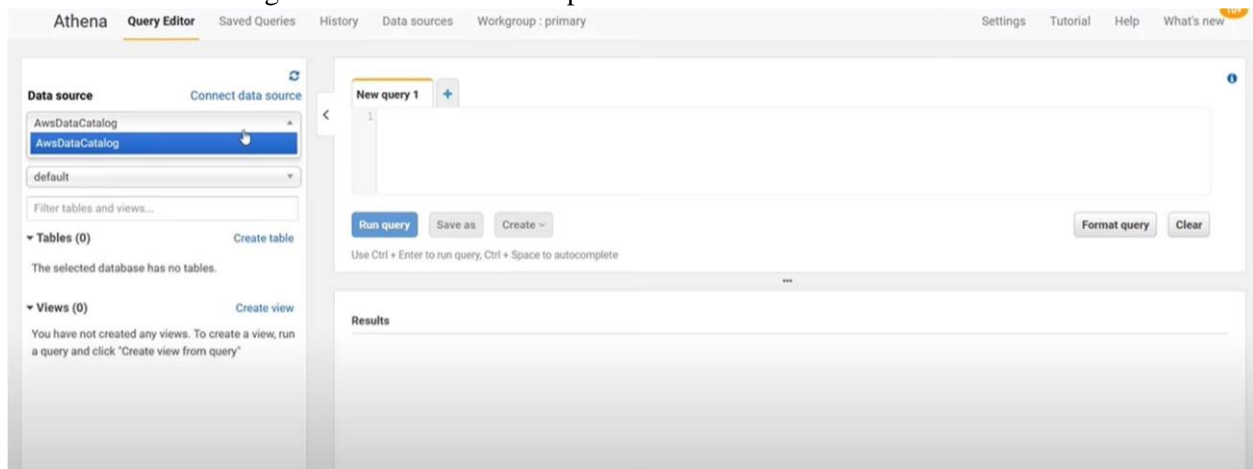 Athena Query Editor Saved Queries History Data sources Workgroup : primary Settings Tutorial Help What's new
Data source Connect data source
AwsDataCatalog
AwsDataCatalog
default
Filter tables and views...
Tables (0) Create table
The selected database has no tables.
Views (0) Create view
You have not created any views. To create a view, run
a query and click "Create view from query"
New query 1
1
Run query Save as Create Format query Clear
Use Ctrl + Enter to run query, Ctrl + Space to autocomplete
Results